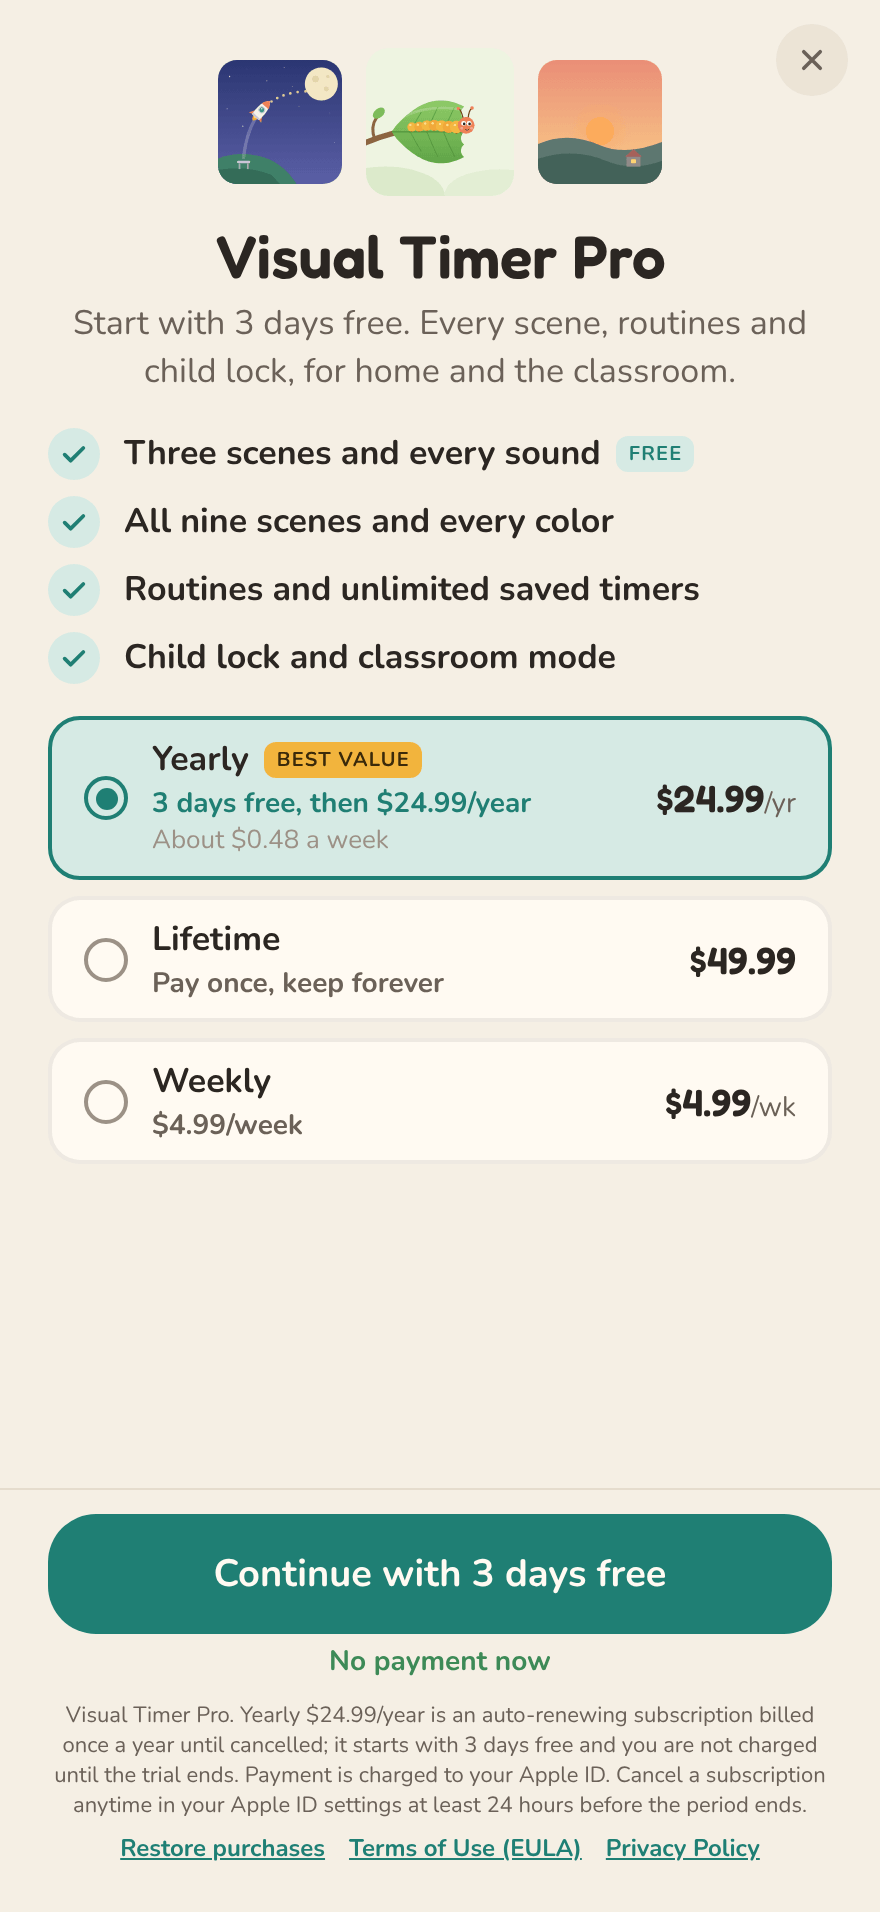 Visual Timer Pro
Start with 3 days free. Every scene, routines and
child lock, for home and the classroom.
Three scenes and every sound FREE
All nine scenes and every color
Routines and unlimited saved timers
Child lock and classroom mode
Yearly BEST VALUE
3 days free, then $24.99/year
About $0.48 a week
$24.99/yr
Lifetime
Pay once, keep forever
$49.99
Weekly
$4.99/week
$4.99/wk
Continue with 3 days free
No payment now
Visual Timer Pro. Yearly $24.99/year is an auto-renewing subscription billed
once a year until cancelled; it starts with 3 days free and you are not charged
until the trial ends. Payment is charged to your Apple ID. Cancel a subscription
anytime in your Apple ID settings at least 24 hours before the period ends.
Restore purchases Terms of Use (EULA) Privacy Policy